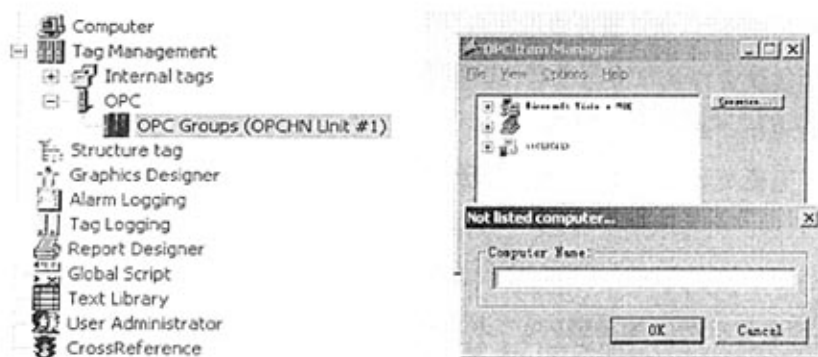 Computer
Tag Management
Internal tags
OPC
OPC Groups (OPCHN Unit #1)
Structure tag
Graphics Designer
Alarm Logging
Tag Logging
Report Designer
Global Script
Text Library
User Administrator
CrossReference
OPC Item Manager
File View Options Help
Not listed computer...
Computer Name:
OK Cancel